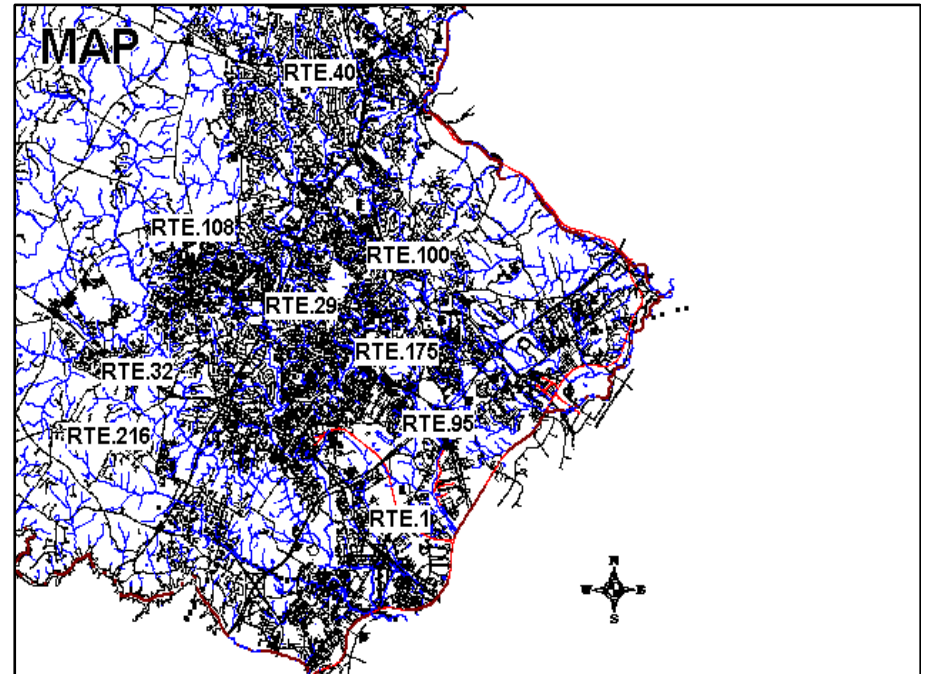 MAP
RTE.40
RTE.108
RTE.100
RTE.29
RTE.175
RTE.32
RTE.95
RTE.216
RTE.1
N
W E
S